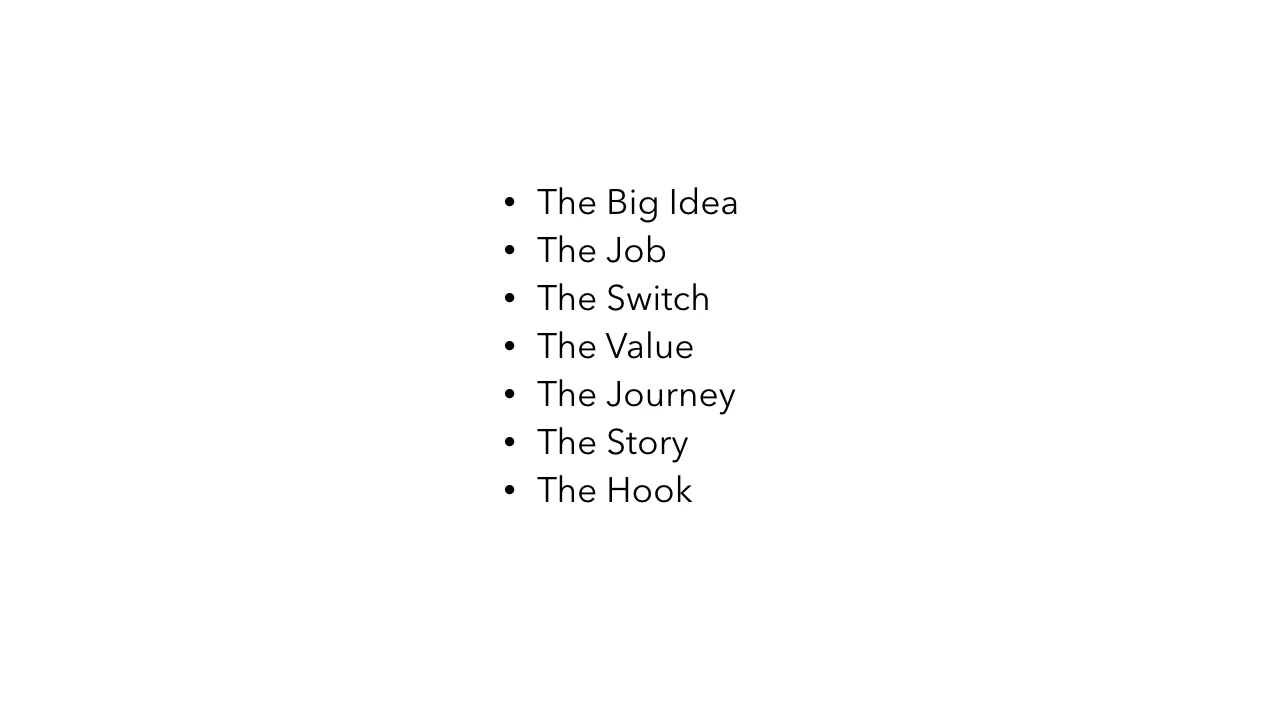 • The Big Idea
• The Job
• The Switch
• The Value
• The Journey
• The Story
• The Hook